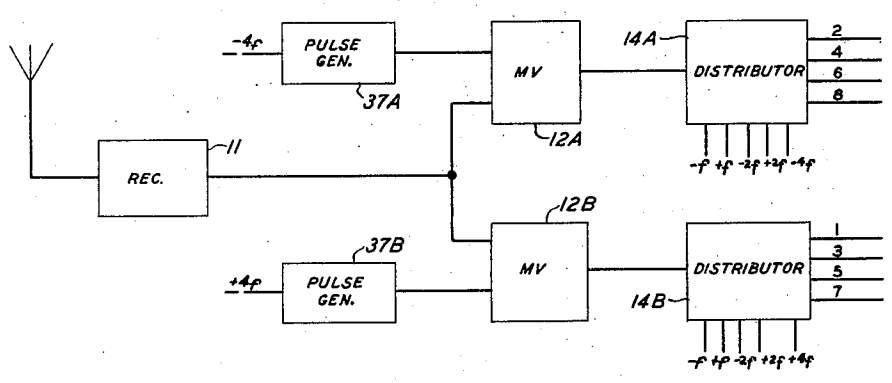 -4f
PULSE
GEN.
37A
MV
12A
14A
DISTRIBUTOR
2
4
6
8
-f +f -2f +2f -4f
REC.
11
+4f
PULSE
GEN.
37B
MV
12B
14B
DISTRIBUTOR
1
3
5
7
-f +f -2f +2f +4f